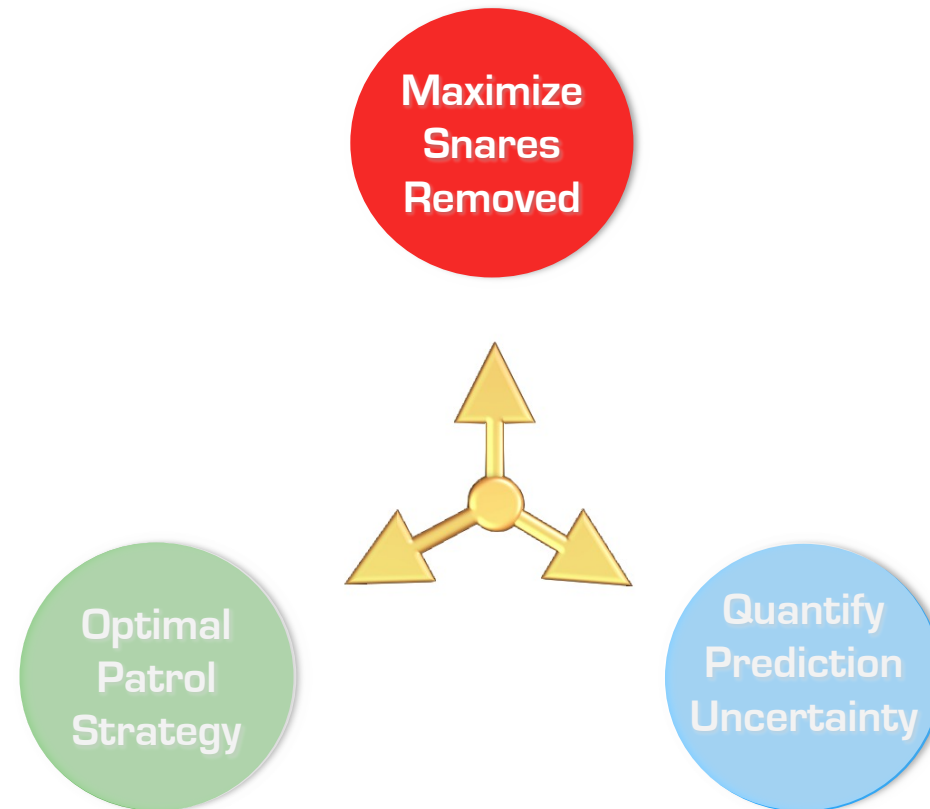 Maximize
Snares
Removed
Optimal
Patrol
Strategy
Quantify
Prediction
Uncertainty